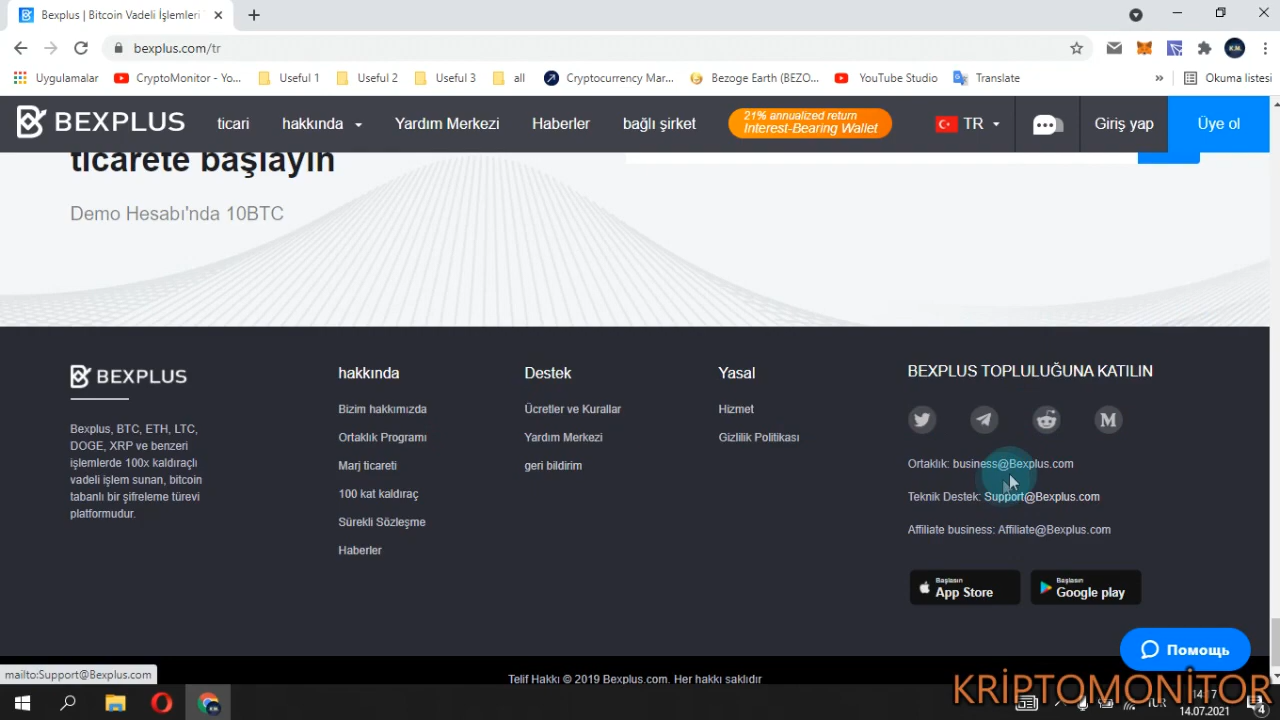 Bexplus | Bitcoin Vadeli İşlemleri
bexplus.com/tr
Uygulamalar
CryptoMonitor - Yo...
Useful 1
Useful 2
Useful 3
all
Cryptocurrency Mar...
Bezoge Earth (BEZO...
YouTube Studio
Translate
»
Okuma listesi
BEXPLUS
ticari
hakkında
Yardım Merkezi
Haberler
bağlı şirket
21% annualized return
Interest-Bearing Wallet
TR
Giriş yap
Üye ol
ticarete başlayın
Demo Hesabı'nda 10BTC
BEXPLUS
Bexplus, BTC, ETH, LTC,
DOGE, XRP ve benzeri
işlemlerde 100x kaldıraçlı
vadeli işlem sunan, bitcoin
tabanlı bir şifreleme türevi
platformudur.
hakkında
Bizim hakkımızda
Ortaklık Programı
Marj ticareti
100 kat kaldıraç
Sürekli Sözleşme
Haberler
Destek
Ücretler ve Kurallar
Yardım Merkezi
geri bildirim
Yasal
Hizmet
Gizlilik Politikası
BEXPLUS TOPLULUĞUNA KATILIN
Ortaklık: business@Bexplus.com
Teknik Destek: Support@Bexplus.com
Affiliate business: Affiliate@Bexplus.com
Başlasın
App Store
Başlasın
Google play
Помощь
mailto:Support@Bexplus.com
Telif Hakkı © 2019 Bexplus.com. Her hakkı saklıdır
KRİPTOMONİTOR
TUR
14.07.2021
4